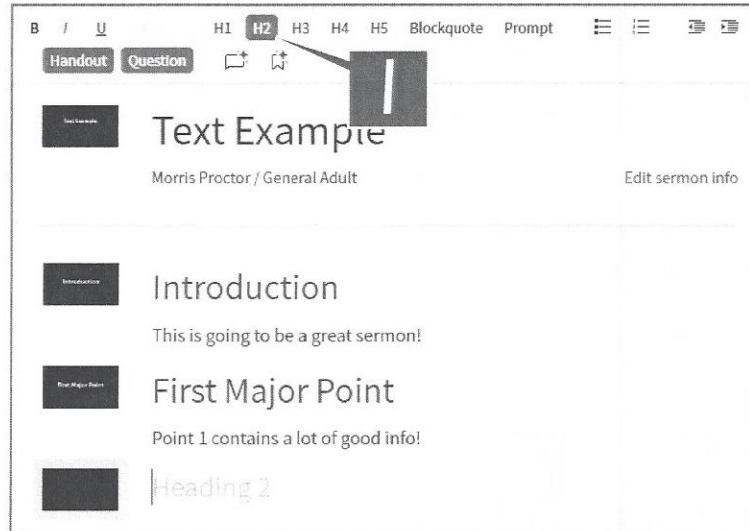 B I U H1 H2 H3 H4 H5 Blockquote Prompt
Handout Question
1
Text Example
Text Example
Morris Proctor / General Adult Edit sermon info
Introduction
Introduction
This is going to be a great sermon!
First Major Point
First Major Point
Point 1 contains a lot of good info!
Heading 2